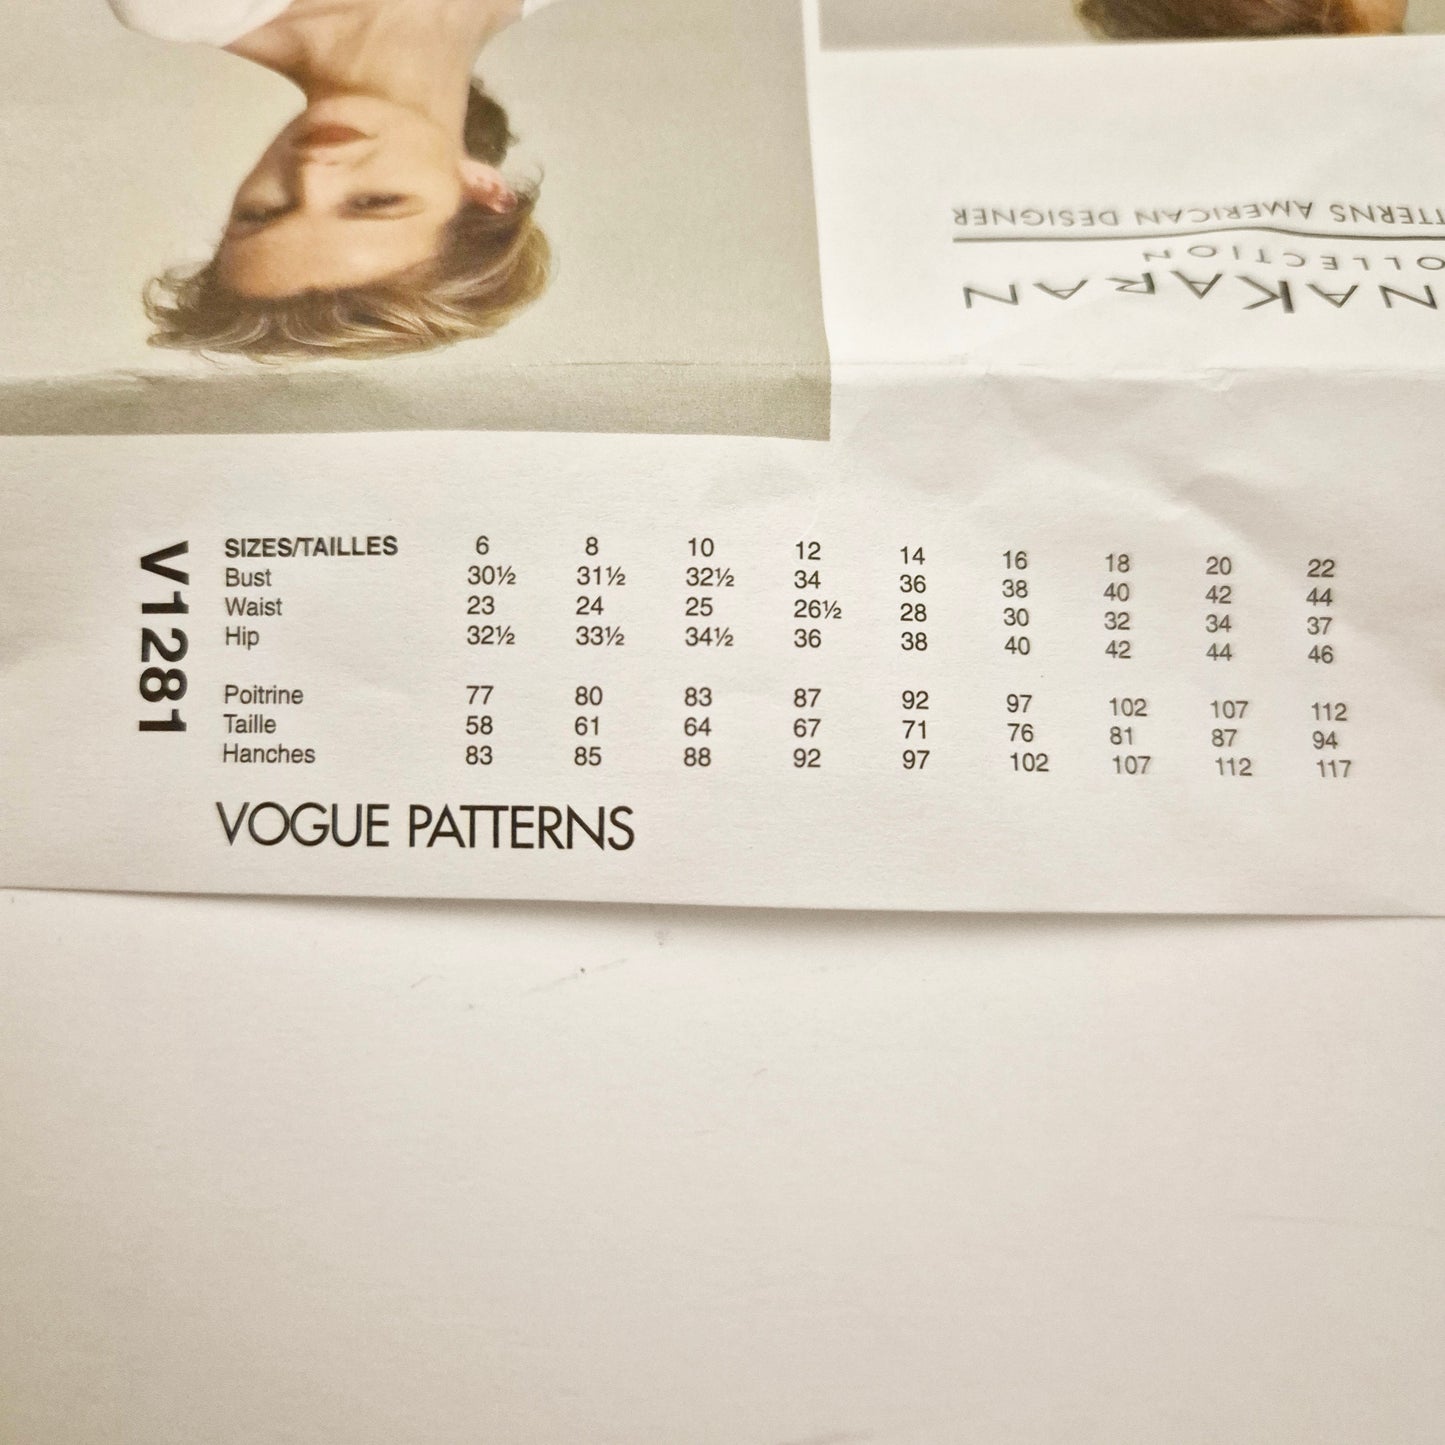 TTERNS AMERICAN DESIGNER
OLLECTION
NAKARAN
V1281
SIZES/TAILLES 6 8 10 12 14 16 18 20 22
Bust 30½ 31½ 32½ 34 36 38 40 42 44
Waist 23 24 25 26½ 28 30 32 34 37
Hip 32½ 33½ 34½ 36 38 40 42 44 46
Poitrine 77 80 83 87 92 97 102 107 112
Taille 58 61 64 67 71 76 81 87 94
Hanches 83 85 88 92 97 102 107 112 117
VOGUE PATTERNS